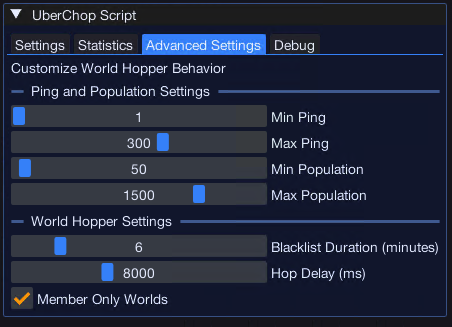 UberChop Script
Settings Statistics Advanced Settings Debug
Customize World Hopper Behavior
Ping and Population Settings
1 Min Ping
300 Max Ping
50 Min Population
1500 Max Population
World Hopper Settings
6 Blacklist Duration (minutes)
8000 Hop Delay (ms)
Member Only Worlds